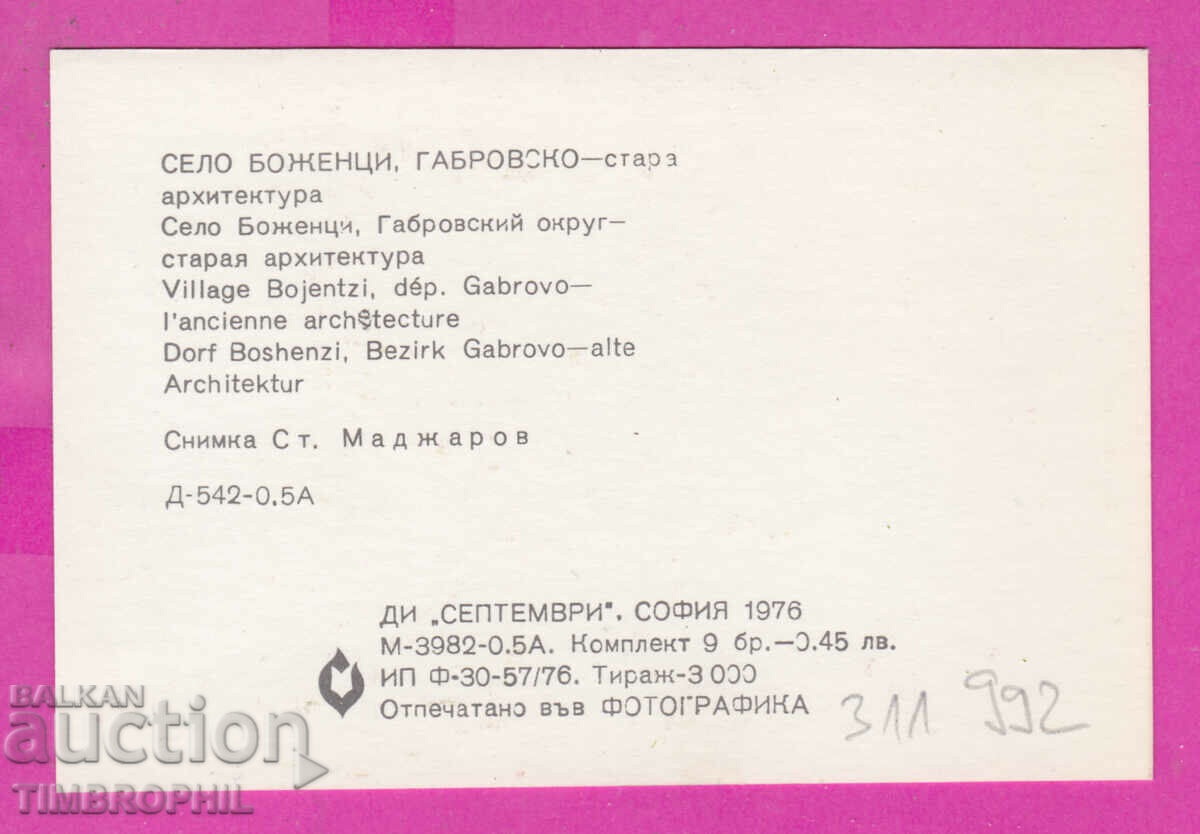 СЕЛО БОЖЕНЦИ, ГАБРОВСКО—стара
архитектура
Село Боженци, Габровский округ—
старая архитектура
Village Bojentzi, dép. Gabrovo—
l'ancienne architecture
Dorf Boshenzi, Bezirk Gabrovo—alte
Architektur
Снимка Ст. Маджаров
Д-542-0.5А
ДИ „СЕПТЕМВРИ". СОФИЯ 1976
М-3982-0.5А. Комплект 9 бр.—0.45 лв.
ИП Ф-30-57/76. Тираж-3 000
Отпечатано във ФОТОГРАФИКА
311 992
BALKAN
auction
TIMBROPHIL